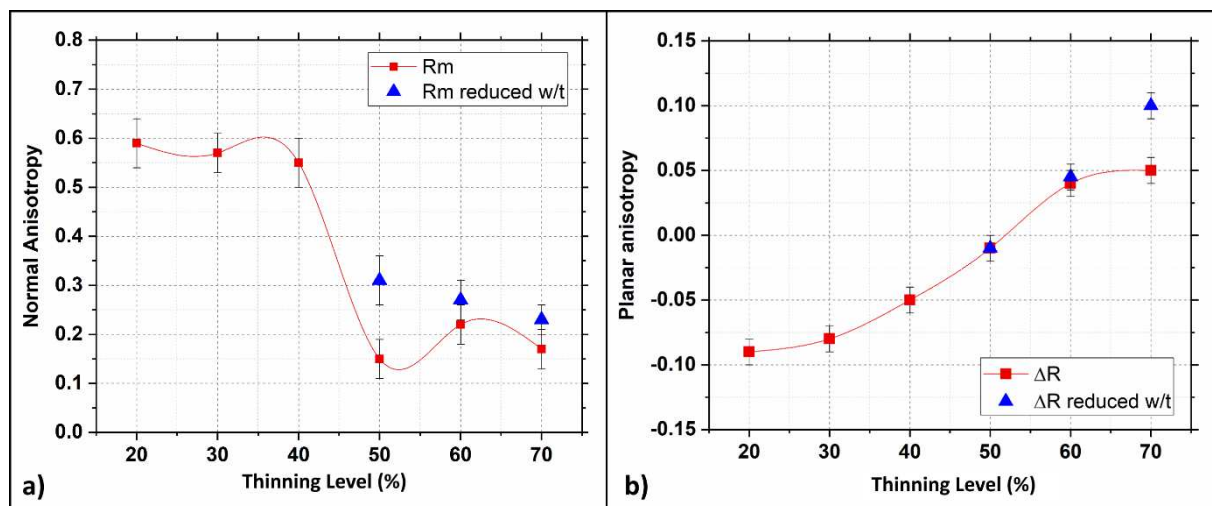 0.8
0.7
0.6
0.5
0.4
0.3
0.2
0.1
0.0
Normal Anisotropy
Rm
Rm reduced w/t
20 30 40 50 60 70
Thinning Level (%)
a)
0.15
0.10
0.05
0.00
-0.05
-0.10
-0.15
Planar anisotropy
ΔR
ΔR reduced w/t
20 30 40 50 60 70
Thinning Level (%)
b)